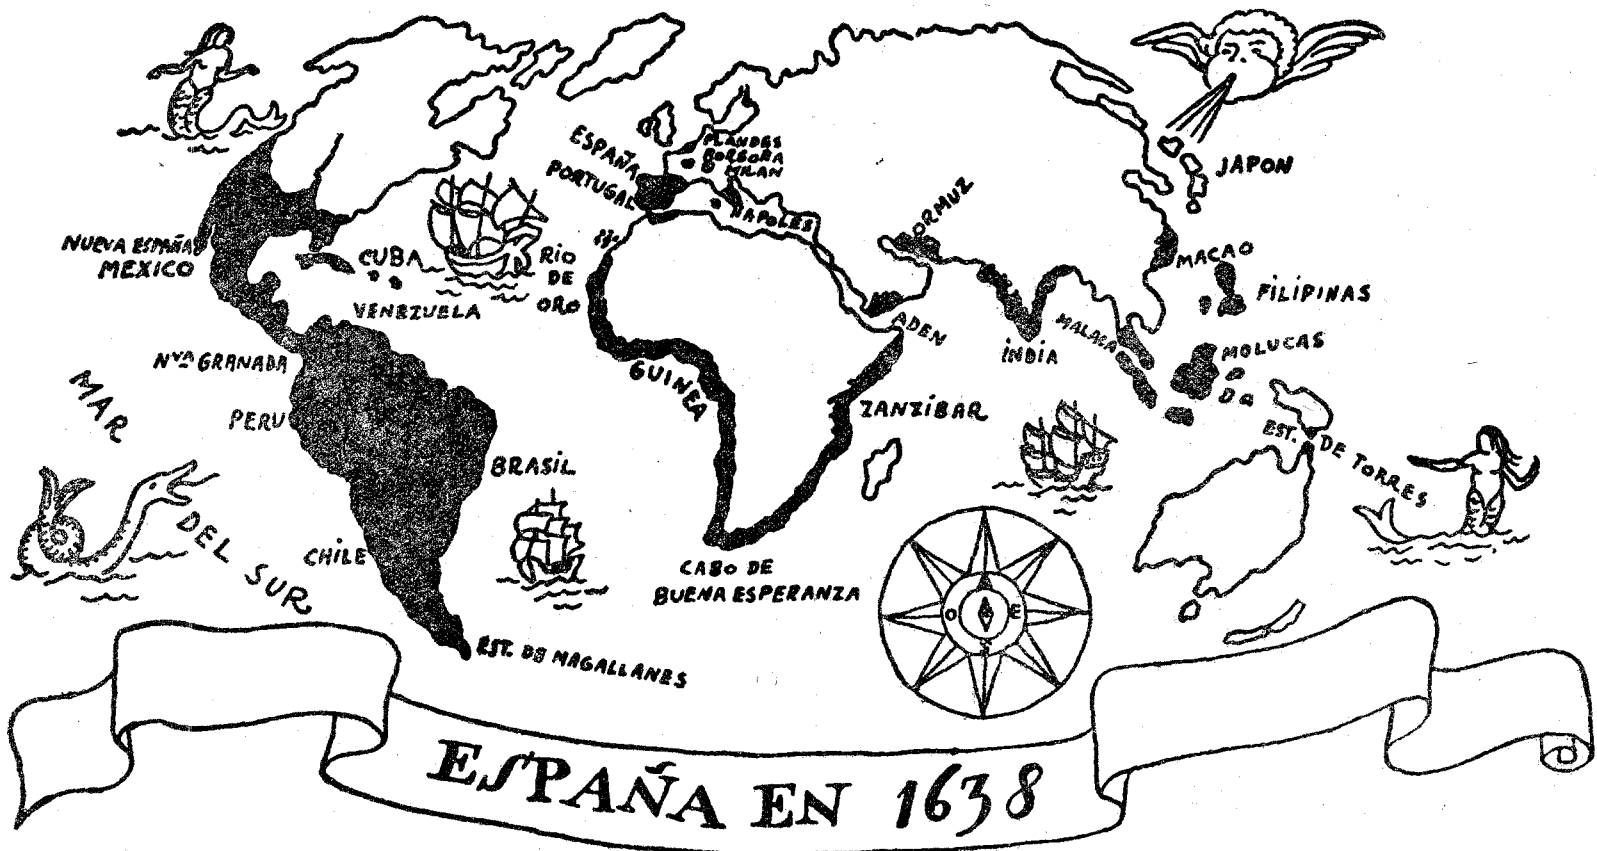 ESPAÑA
PORTUGAL
FLANDES
BORGOÑA
MILAN
NAPOLES
ORMUZ
JAPON
MACAO
FILIPINAS
NUEVA ESPAÑA
MEXICO
CUBA
VENEZUELA
RIO
DE
ORO
ADEN
INDIA
MALACA
MOLUCAS
Nva GRANADA
GUINEA
PERU
ZANZIBAR
EST. DE TORRES
MAR
DEL SUR
BRASIL
CHILE
CABO DE
BUENA ESPERANZA
O E
S
EST. DE MAGALLANES
ESPAÑA EN 1638